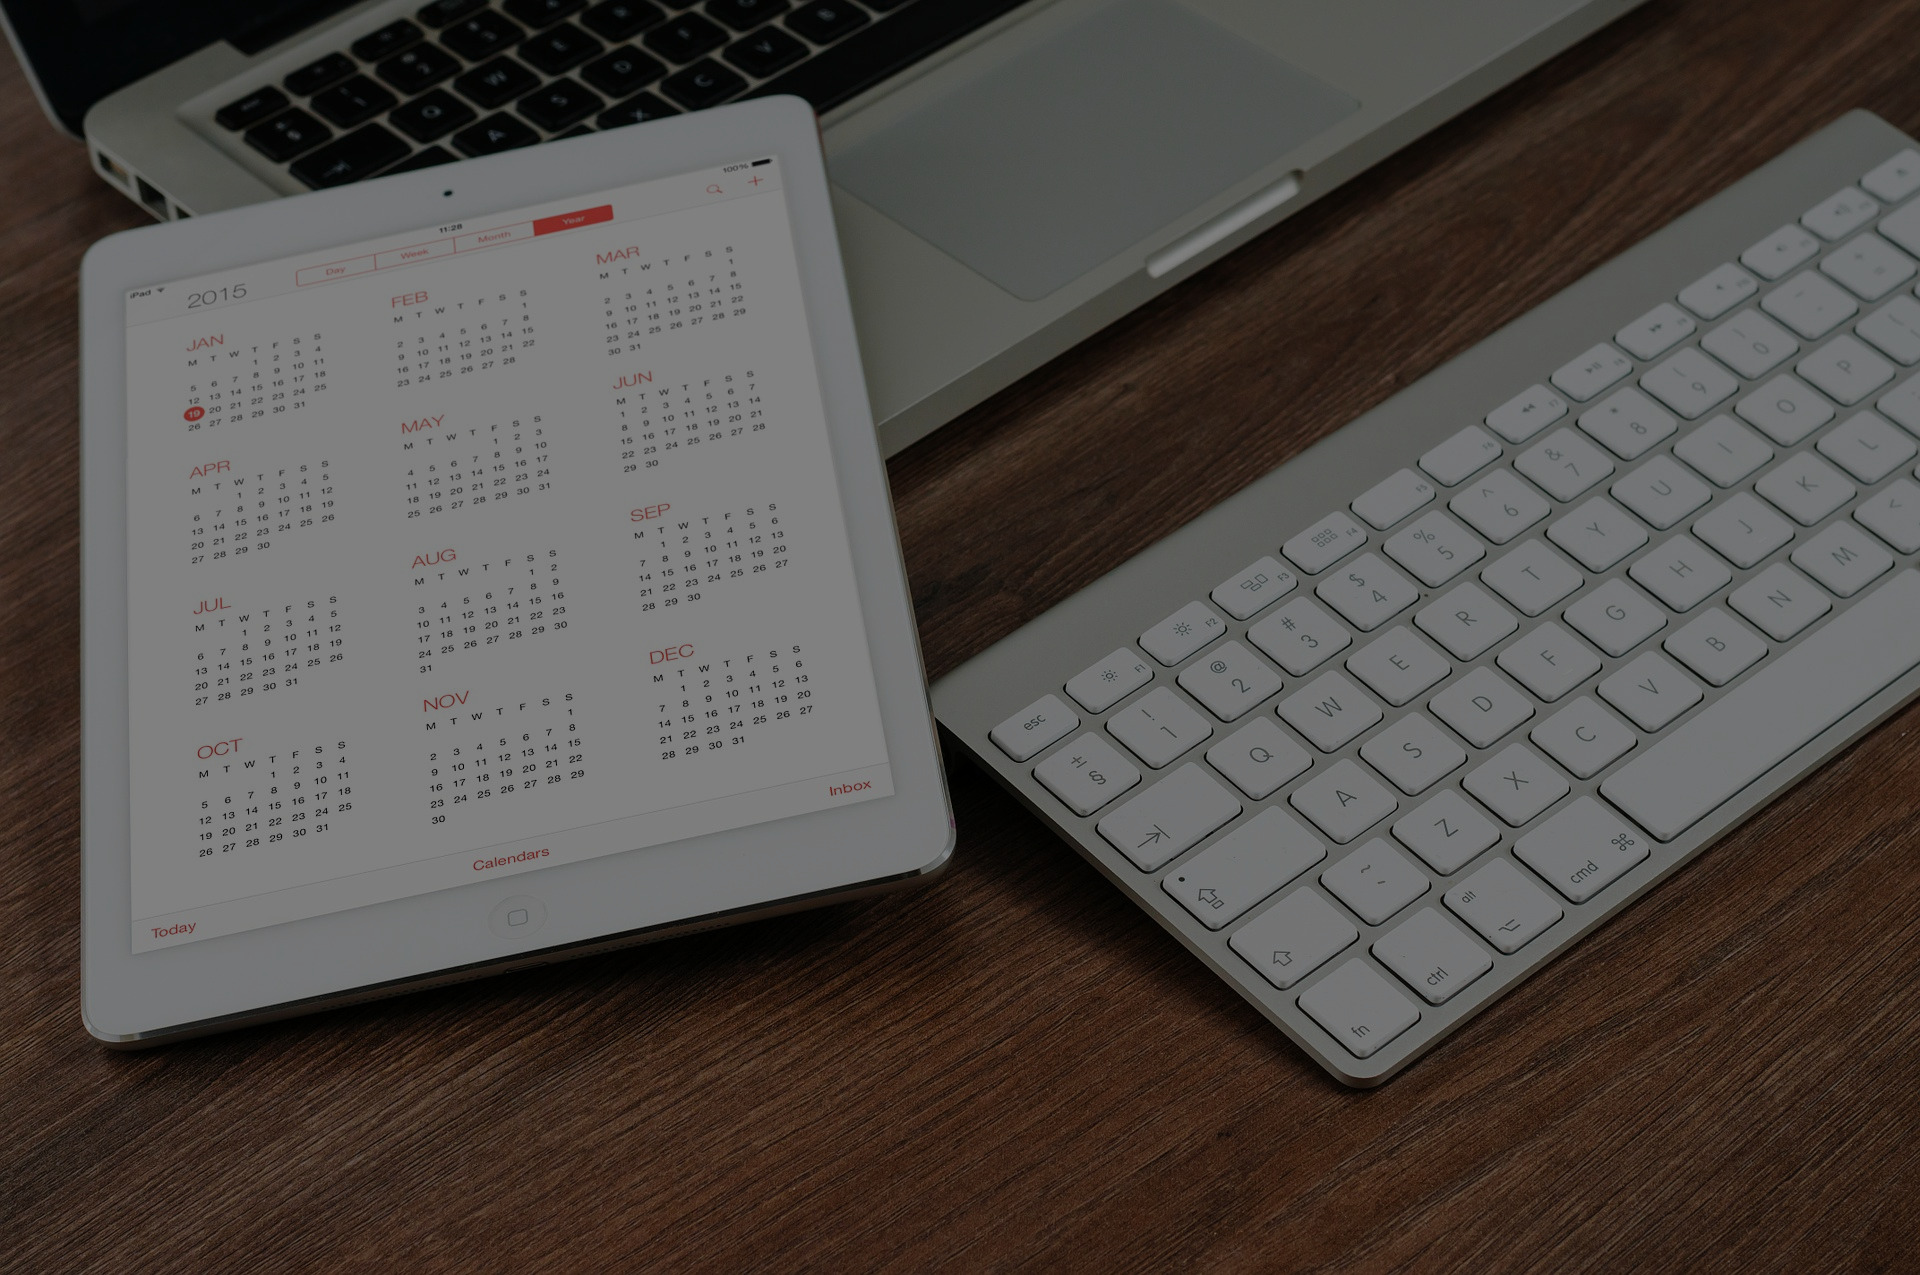 iPad 11:28 100%
2015 Day Week Month Year
JAN
M T W T F S S
1 2 3 4
5 6 7 8 9 10 11
12 13 14 15 16 17 18
19 20 21 22 23 24 25
26 27 28 29 30 31
FEB
M T W T F S S
1
2 3 4 5 6 7 8
9 10 11 12 13 14 15
16 17 18 19 20 21 22
23 24 25 26 27 28
MAR
M T W T F S S
1
2 3 4 5 6 7 8
9 10 11 12 13 14 15
16 17 18 19 20 21 22
23 24 25 26 27 28 29
30 31
APR
M T W T F S S
1 2 3 4 5
6 7 8 9 10 11 12
13 14 15 16 17 18 19
20 21 22 23 24 25 26
27 28 29 30
MAY
M T W T F S S
1 2 3
4 5 6 7 8 9 10
11 12 13 14 15 16 17
18 19 20 21 22 23 24
25 26 27 28 29 30 31
JUN
M T W T F S S
1 2 3 4 5 6 7
8 9 10 11 12 13 14
15 16 17 18 19 20 21
22 23 24 25 26 27 28
29 30
JUL
M T W T F S S
1 2 3 4 5
6 7 8 9 10 11 12
13 14 15 16 17 18 19
20 21 22 23 24 25 26
27 28 29 30 31
AUG
M T W T F S S
1 2
3 4 5 6 7 8 9
10 11 12 13 14 15 16
17 18 19 20 21 22 23
24 25 26 27 28 29 30
31
SEP
M T W T F S S
1 2 3 4 5 6
7 8 9 10 11 12 13
14 15 16 17 18 19 20
21 22 23 24 25 26 27
28 29 30
OCT
M T W T F S S
1 2 3 4
5 6 7 8 9 10 11
12 13 14 15 16 17 18
19 20 21 22 23 24 25
26 27 28 29 30 31
NOV
M T W T F S S
1
2 3 4 5 6 7 8
9 10 11 12 13 14 15
16 17 18 19 20 21 22
23 24 25 26 27 28 29
30
DEC
M T W T F S S
1 2 3 4 5 6
7 8 9 10 11 12 13
14 15 16 17 18 19 20
21 22 23 24 25 26 27
28 29 30 31
Today Calendars Inbox
Q W E
A S D F
X C V
esc F1 F2 F3 F4 F5 F6
± § ! 1 @ 2 # 3 $ 4 % 5 ^ 6 & 7 * 8 ( 9 ) 0
Q W E R T Y U I O P
A S D F G H J K L
~ Z X C V B N M <
fn ctrl alt cmd ⌘